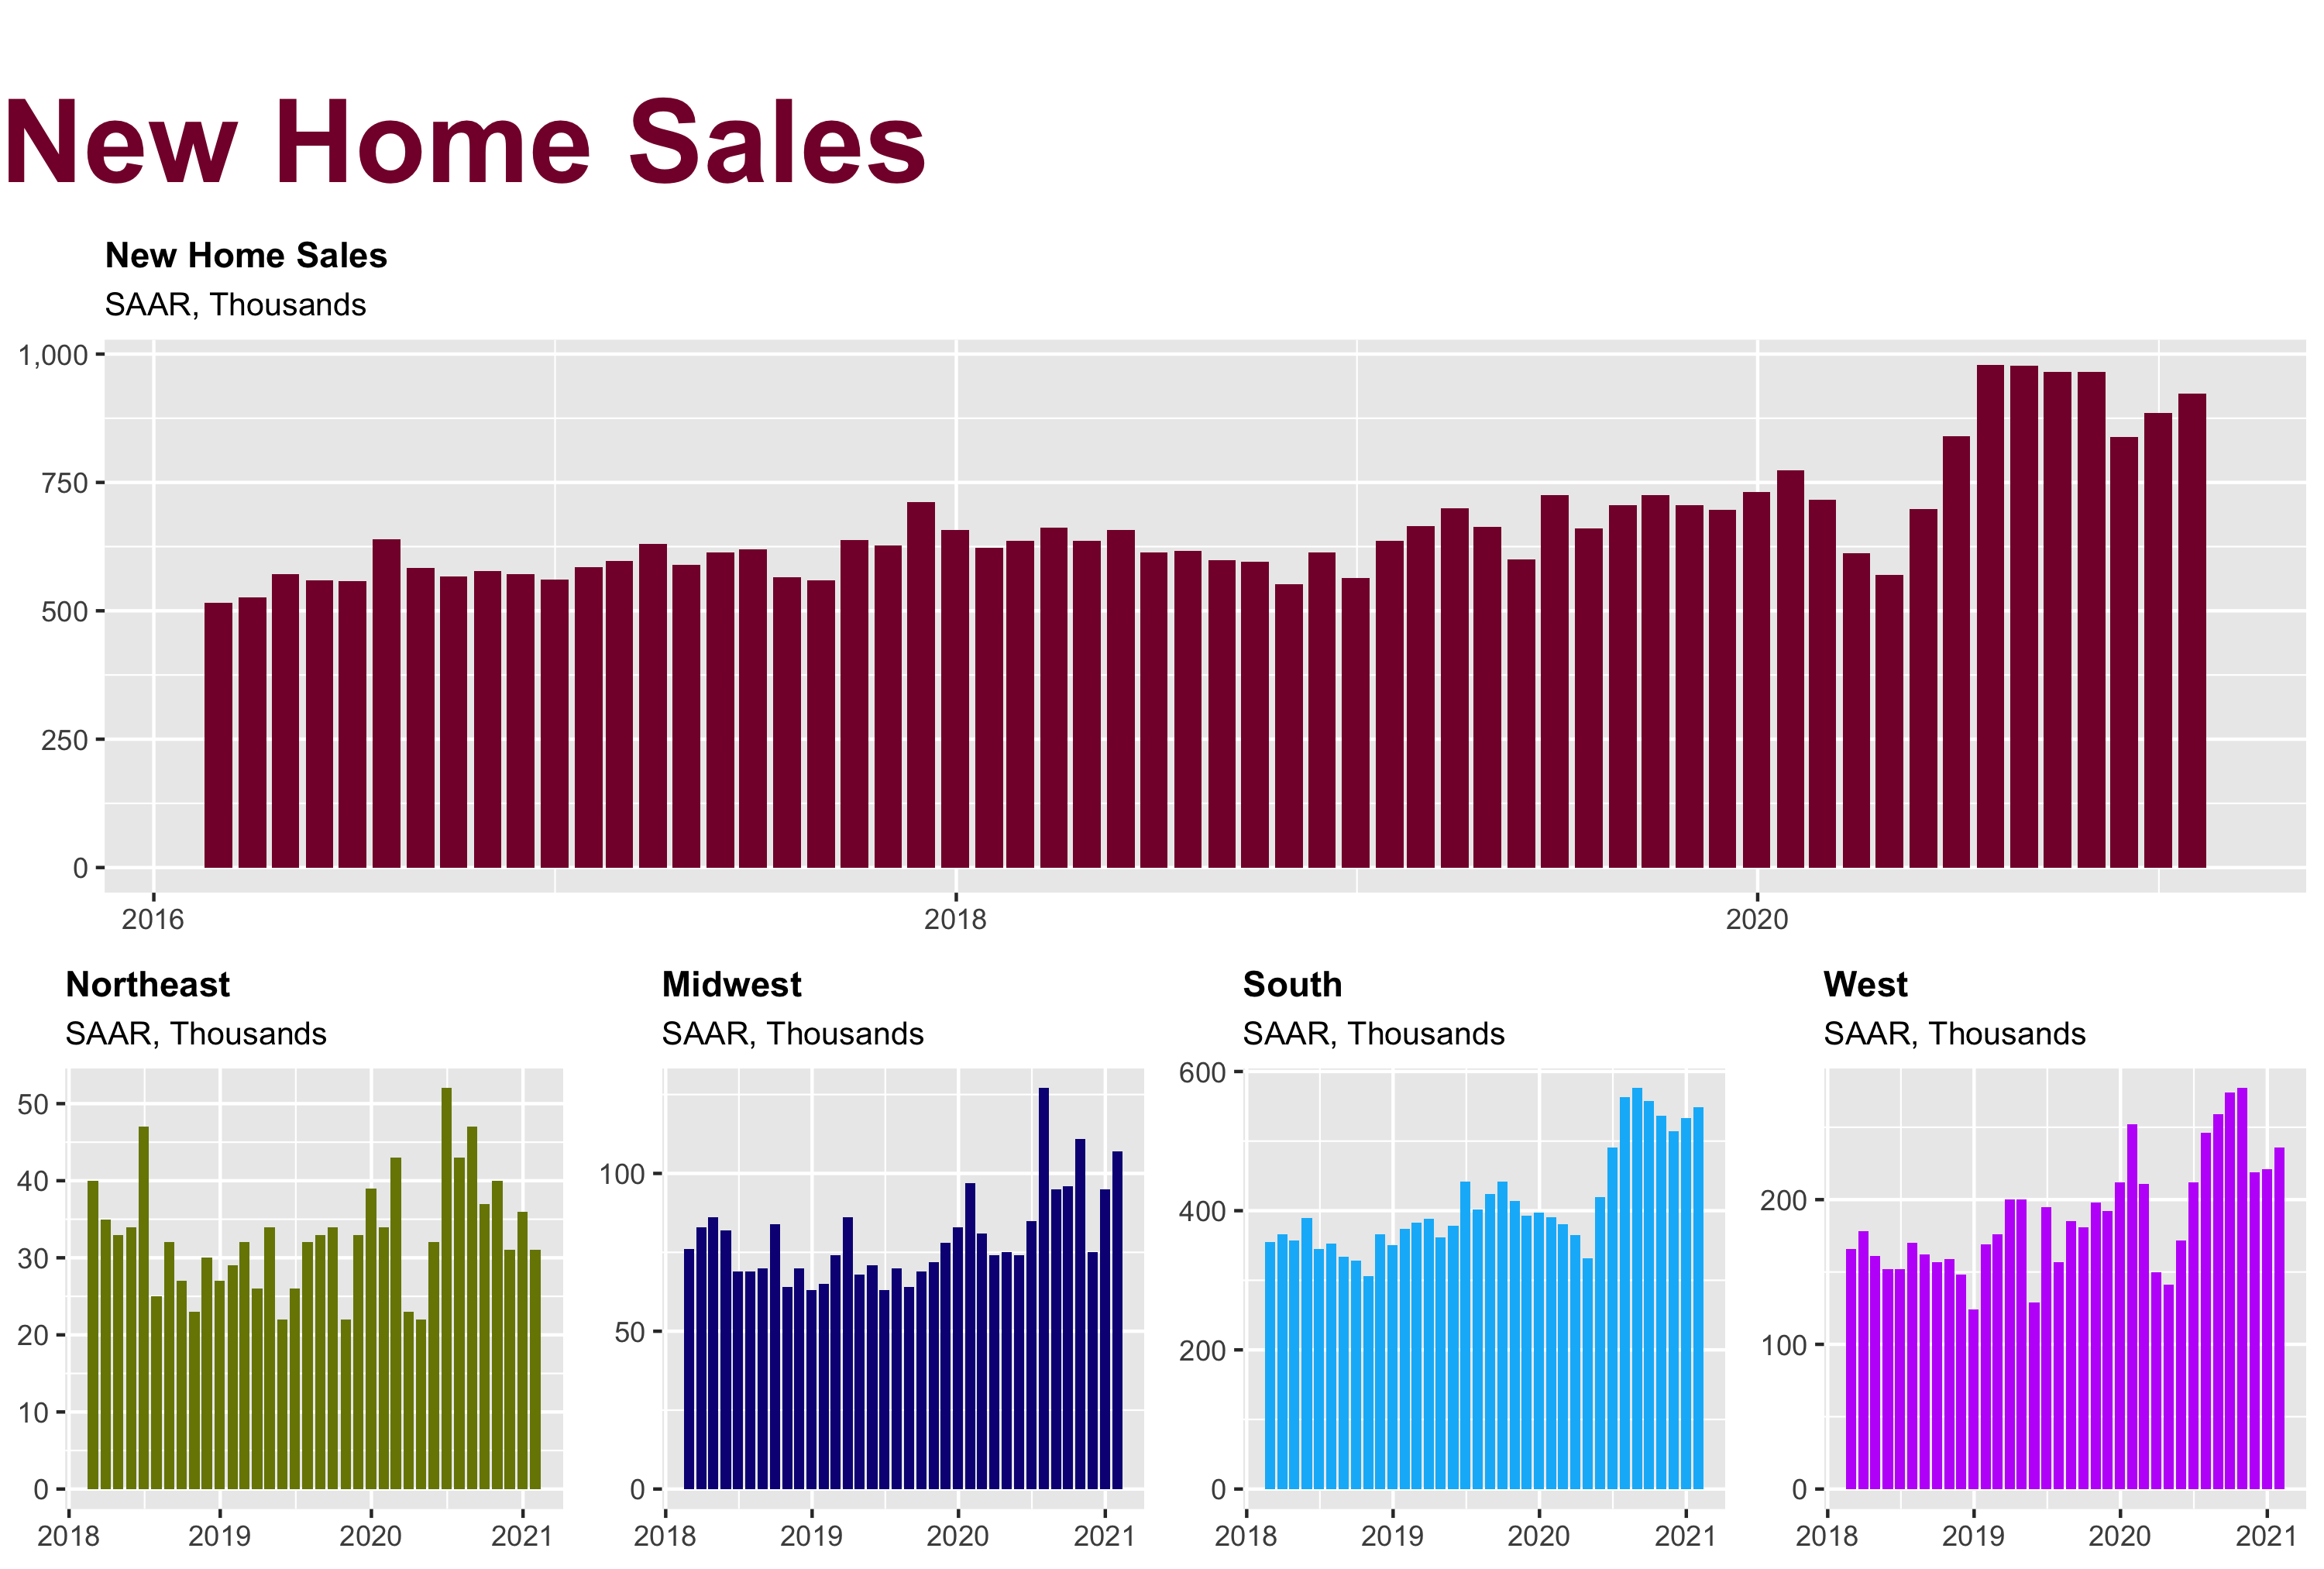 New Home Sales
New Home Sales
SAAR, Thousands
1,000
750
500
250
0
2016 2018 2020
Northeast Midwest South West
SAAR, Thousands SAAR, Thousands SAAR, Thousands SAAR, Thousands
50
40
30
20
10
0
2018 2019 2020 2021
100
50
0
2018 2019 2020 2021
600
400
200
0
2018 2019 2020 2021
200
100
0
2018 2019 2020 2021